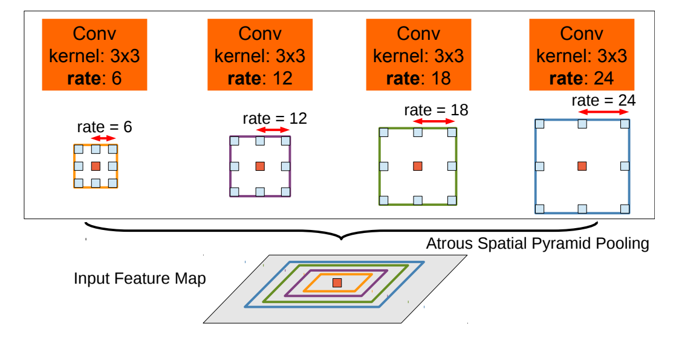 Conv
kernel: 3x3
rate: 6
Conv
kernel: 3x3
rate: 12
Conv
kernel: 3x3
rate: 18
Conv
kernel: 3x3
rate: 24
rate = 6
rate = 12
rate = 18
rate = 24
Atrous Spatial Pyramid Pooling
Input Feature Map